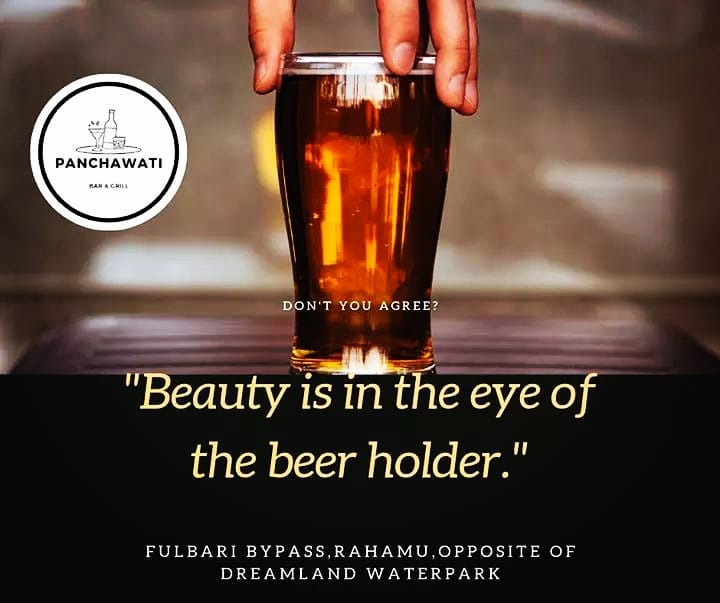 PANCHAWATI
BAR & GRILL
DON'T YOU AGREE?
"Beauty is in the eye of
the beer holder."
FULBARI BYPASS,RAHAMU,OPPOSITE OF
DREAMLAND WATERPARK